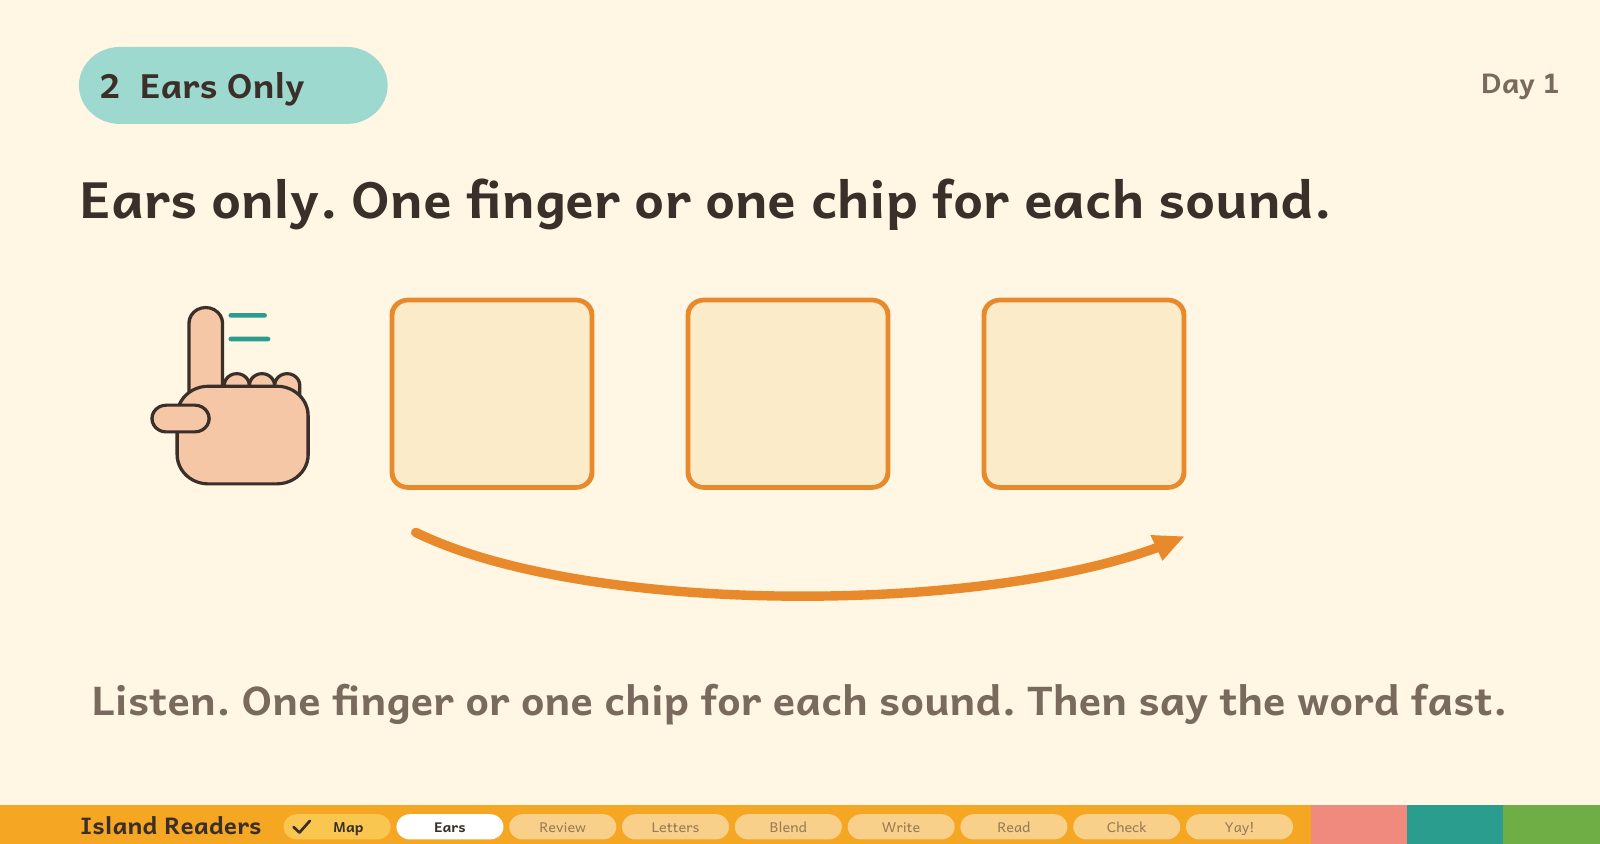 2 Ears Only
Day 1
Ears only. One finger or one chip for each sound.
Listen. One finger or one chip for each sound. Then say the word fast.
Island Readers
Map
Ears
Review
Letters
Blend
Write
Read
Check
Yay!